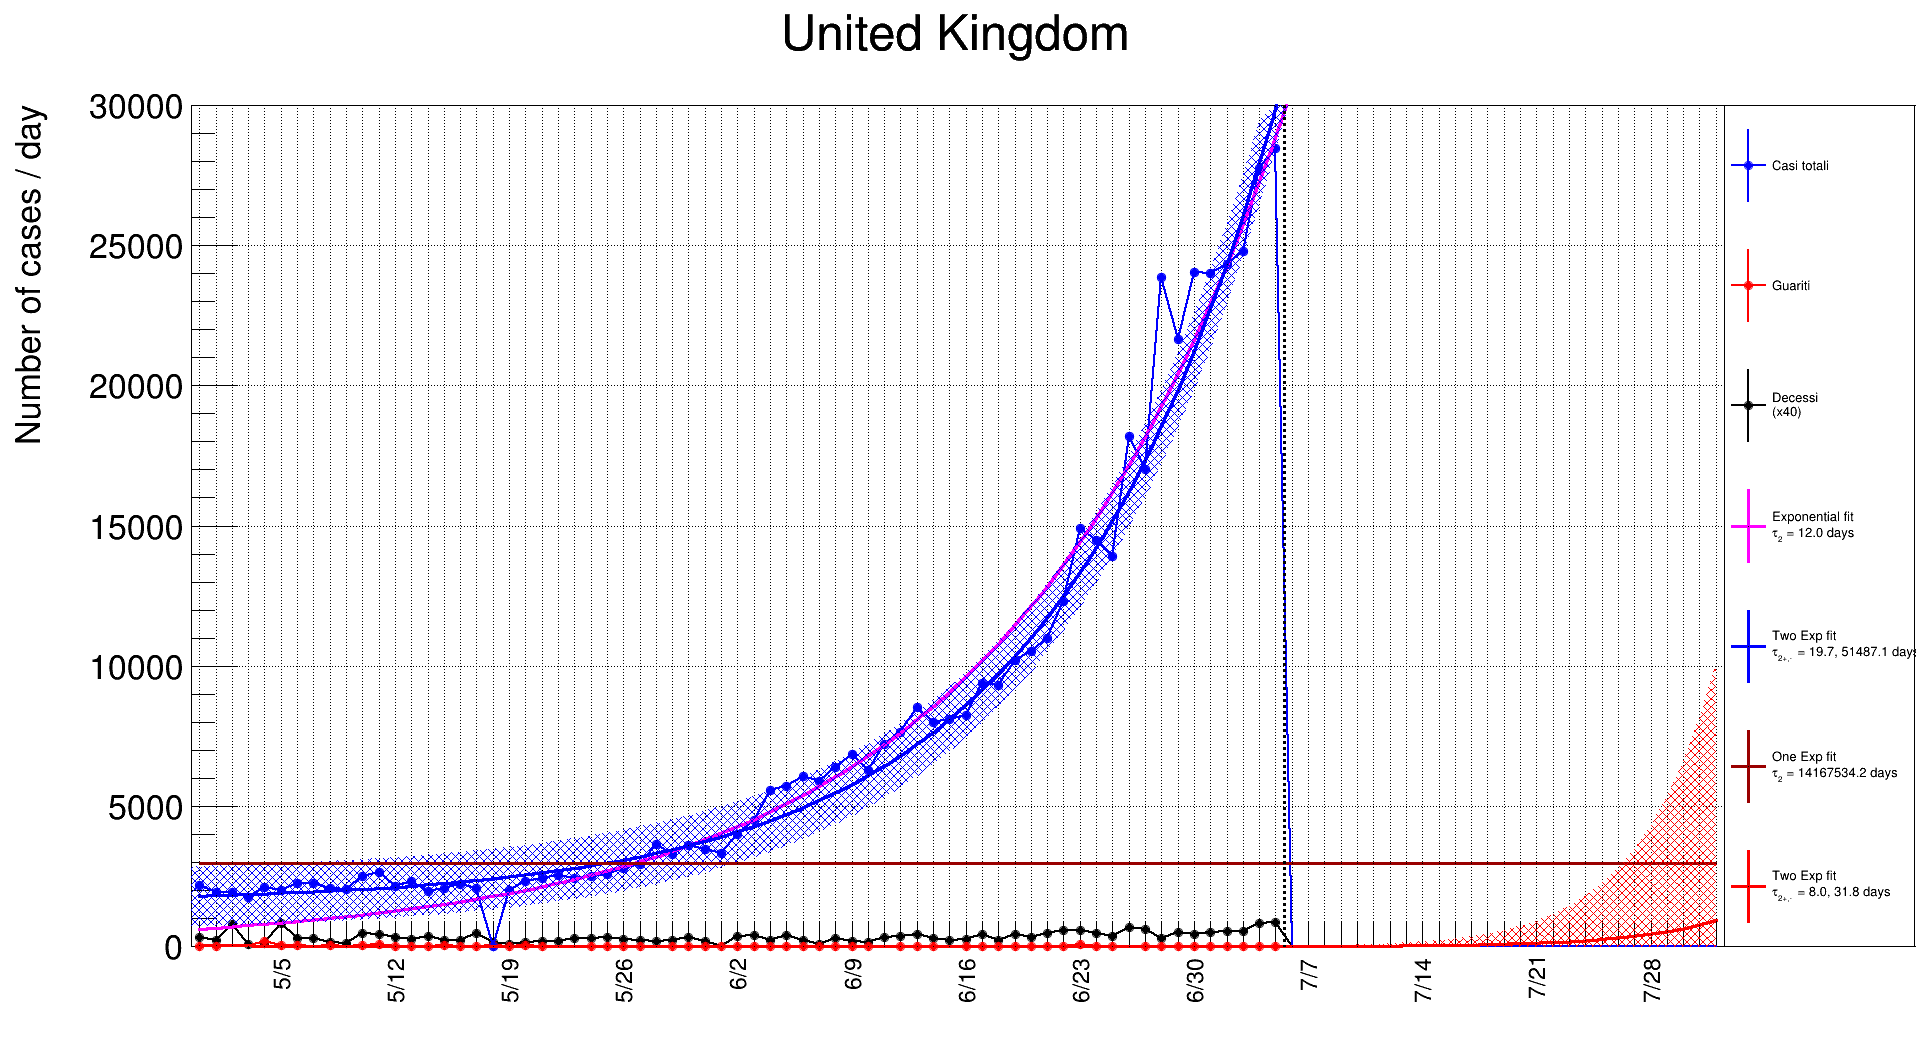 United Kingdom
Number of cases / day
30000
25000
20000
15000
10000
5000
0
5/5
5/12
5/19
5/26
6/2
6/9
6/16
6/23
6/30
7/7
7/14
7/21
7/28
Casi totali
Guariti
Decessi
(x40)
Exponential fit
τ2 = 12.0 days
Two Exp fit
τ2+,- = 19.7, 51487.1 days
One Exp fit
τ2 = 14167534.2 days
Two Exp fit
τ2+,- = 8.0, 31.8 days